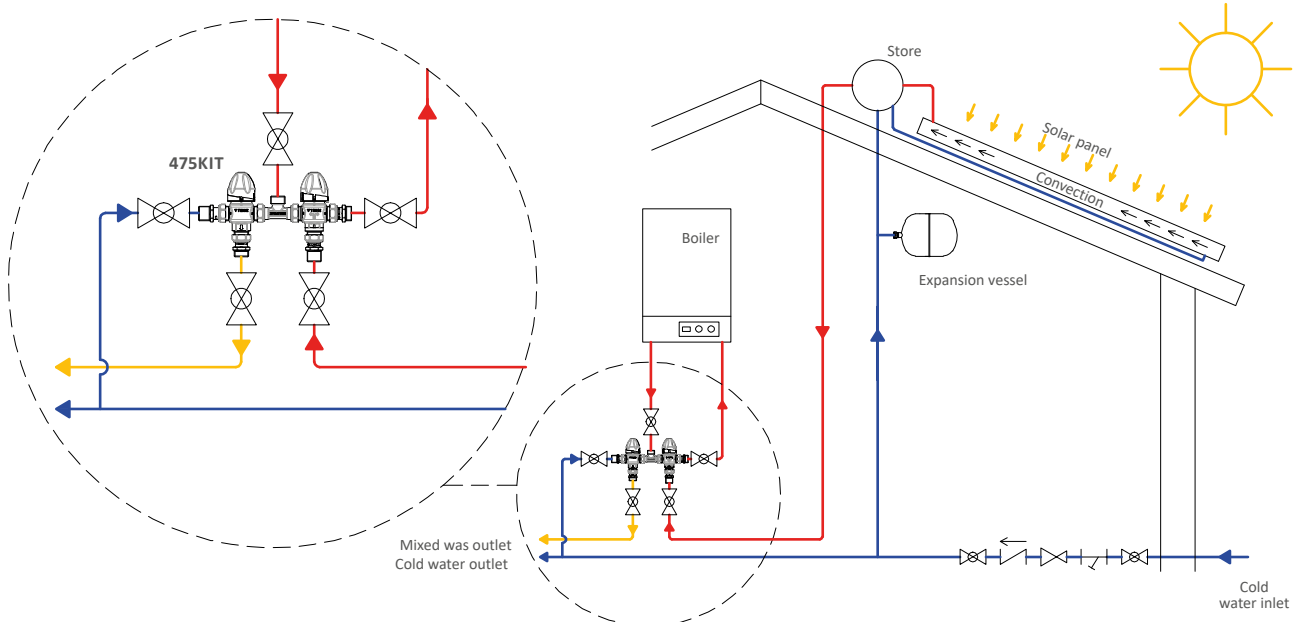 Store
475KIT
Solar panel
Convection
Boiler
Expansion vessel
Mixed was outlet
Cold water outlet
Cold
water inlet